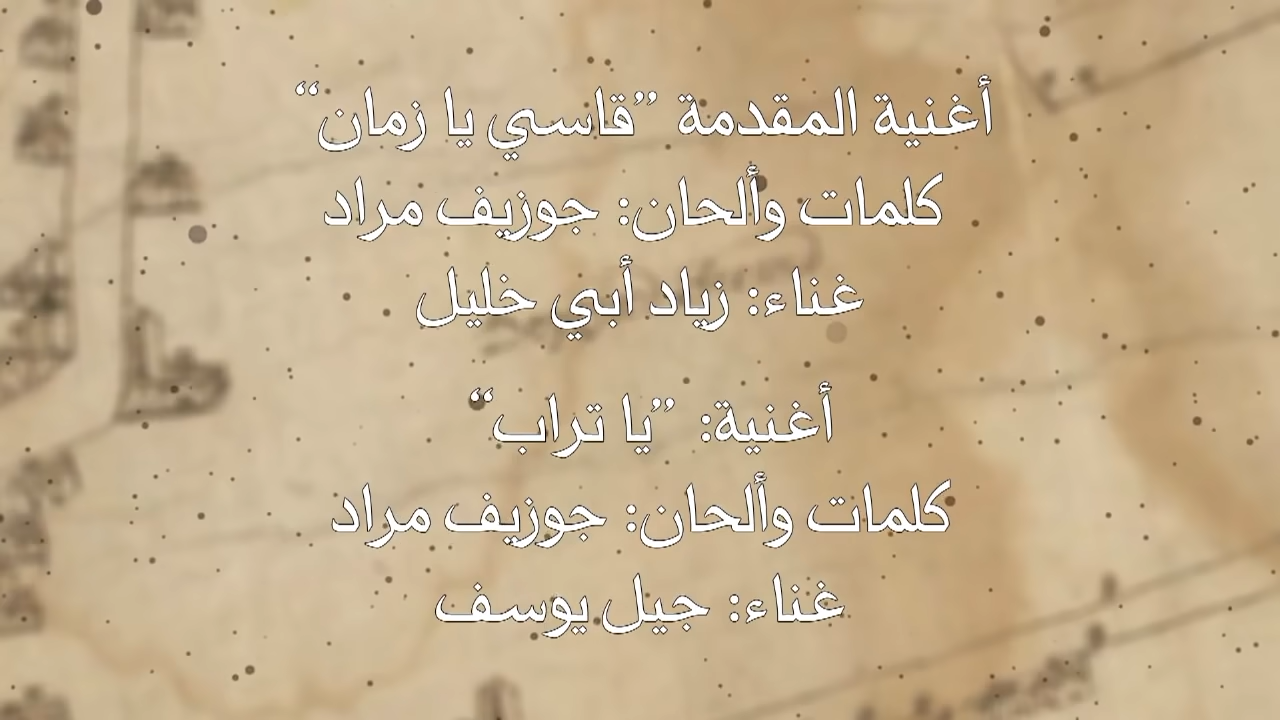 أغنية المقدمة "قاسي يا زمان"
كلمات وألحان: جوزيف مراد
غناء: زياد أبي خليل
أغنية: "يا تراب"
كلمات وألحان: جوزيف مراد
غناء: جيل يوسف